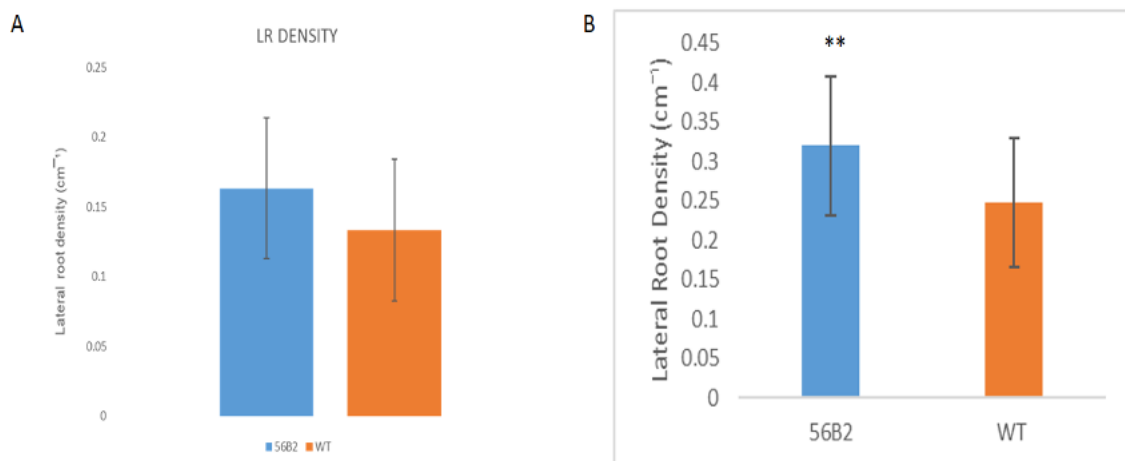 A
LR DENSITY
Lateral root density (cm⁻¹)
0.25
0.2
0.15
0.1
0.05
0
56B2 WT
B
**
Lateral Root Density (cm⁻¹)
0.45
0.4
0.35
0.3
0.25
0.2
0.15
0.1
0.05
0
56B2 WT